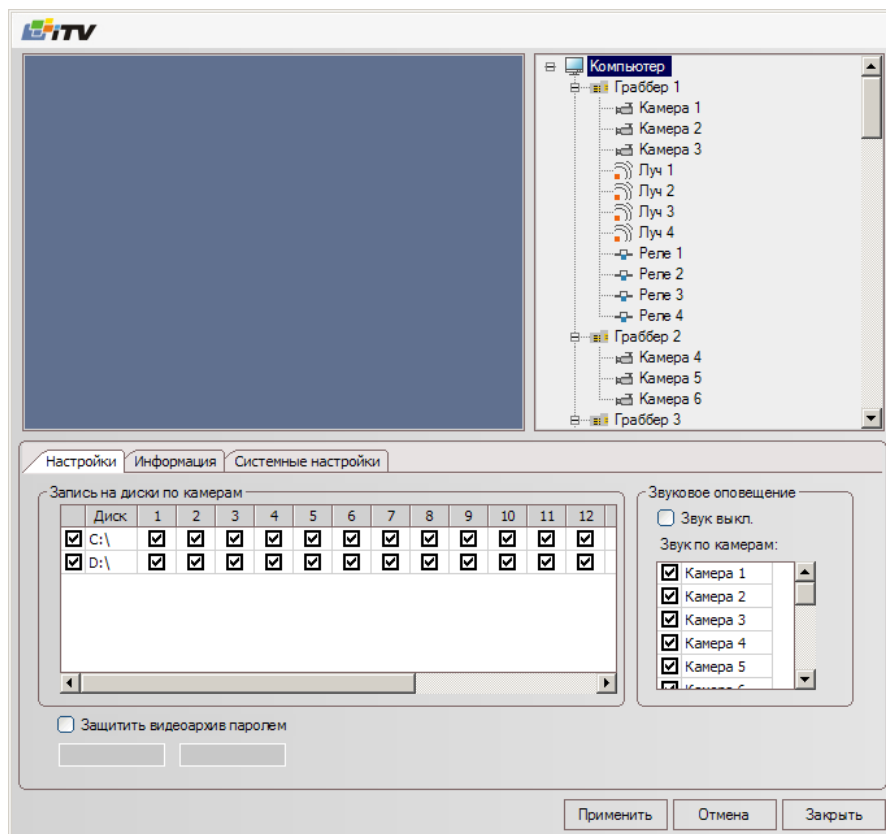 iTV
Компьютер
Граббер 1
Камера 1
Камера 2
Камера 3
Луч 1
Луч 2
Луч 3
Луч 4
Реле 1
Реле 2
Реле 3
Реле 4
Граббер 2
Камера 4
Камера 5
Камера 6
Граббер 3
Настройки Информация Системные настройки
Запись на диски по камерам
Диск 1 2 3 4 5 6 7 8 9 10 11 12
C:\
D:\
Защитить видеоархив паролем
Звуковое оповещение
Звук выкл.
Звук по камерам:
Камера 1
Камера 2
Камера 3
Камера 4
Камера 5
Применить Отмена Закрыть